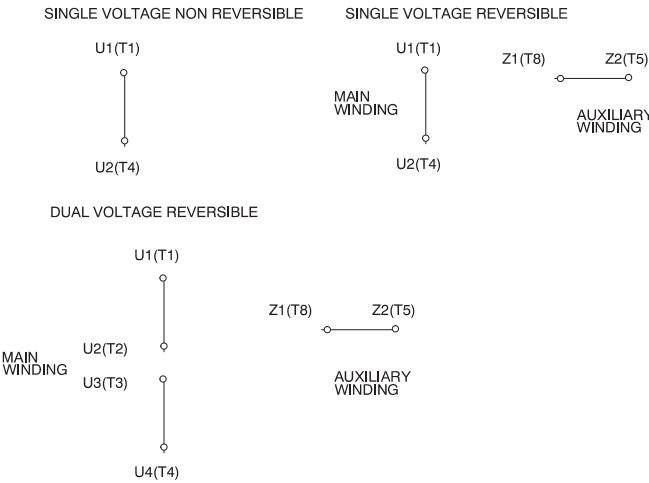 SINGLE VOLTAGE NON REVERSIBLE
U1(T1)
U2(T4)
SINGLE VOLTAGE REVERSIBLE
U1(T1)
MAIN
WINDING
U2(T4)
Z1(T8) Z2(T5)
AUXILIARY
WINDING
DUAL VOLTAGE REVERSIBLE
U1(T1)
U2(T2)
MAIN
WINDING
U3(T3)
U4(T4)
Z1(T8) Z2(T5)
AUXILIARY
WINDING